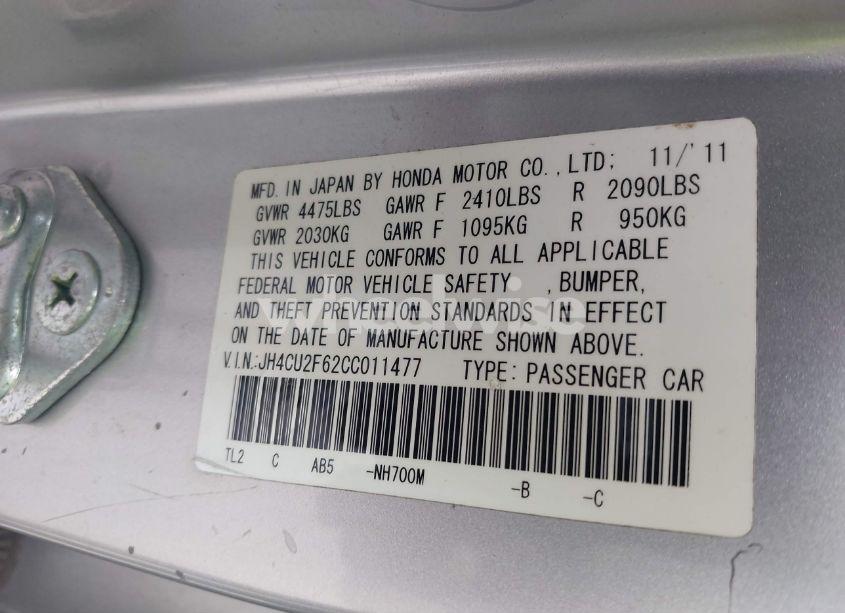 MFD. IN JAPAN BY HONDA MOTOR CO., LTD; 11/'11
GVWR 4475LBS GAWR F 2410LBS R 2090LBS
GVWR 2030KG GAWR F 1095KG R 950KG
THIS VEHICLE CONFORMS TO ALL APPLICABLE
FEDERAL MOTOR VEHICLE SAFETY , BUMPER,
AND THEFT PREVENTION STANDARDS IN EFFECT
ON THE DATE OF MANUFACTURE SHOWN ABOVE.
V.I.N.:JH4CU2F62CC011477 TYPE: PASSENGER CAR
TL2 C AB5 -NH700M -B -C
wheelwise